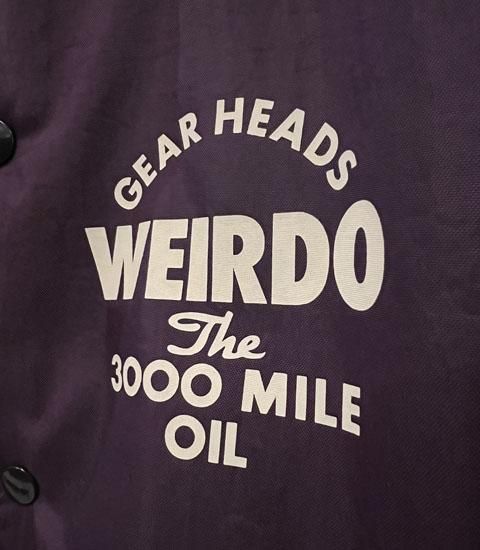 GEAR HEADS
WEIRDO
The
3000 MILE
OIL